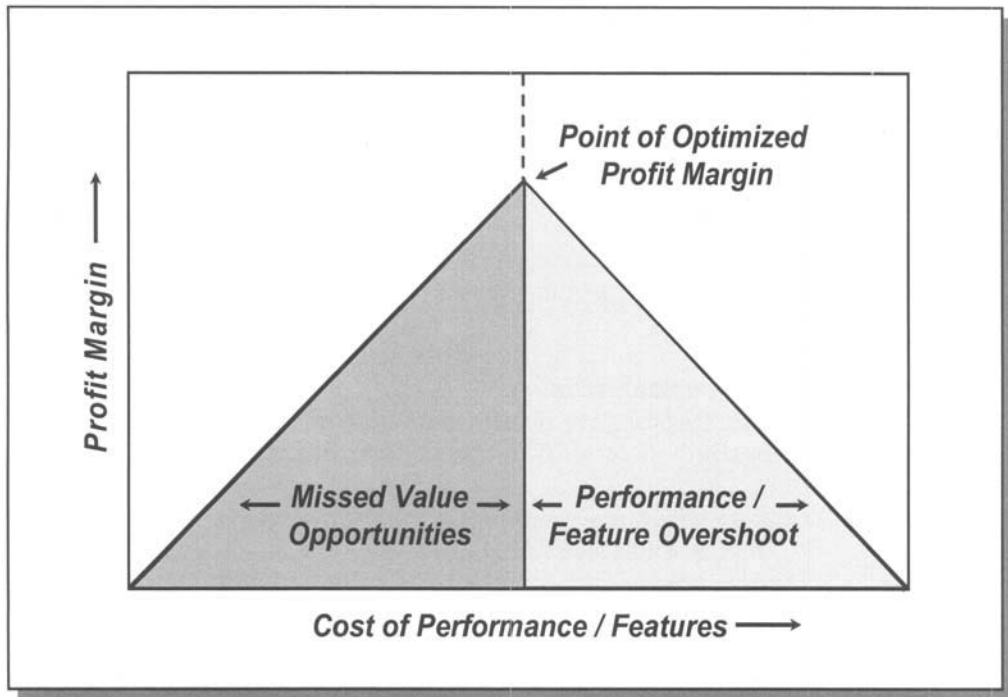 Point of Optimized
Profit Margin
Profit Margin
Missed Value
Opportunities
Performance /
Feature Overshoot
Cost of Performance / Features